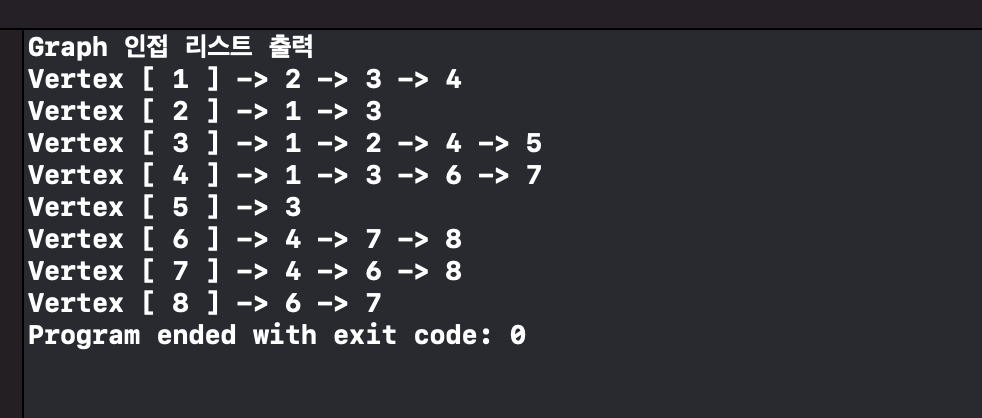 Graph 인접 리스트 출력
Vertex [ 1 ] -> 2 -> 3 -> 4
Vertex [ 2 ] -> 1 -> 3
Vertex [ 3 ] -> 1 -> 2 -> 4 -> 5
Vertex [ 4 ] -> 1 -> 3 -> 6 -> 7
Vertex [ 5 ] -> 3
Vertex [ 6 ] -> 4 -> 7 -> 8
Vertex [ 7 ] -> 4 -> 6 -> 8
Vertex [ 8 ] -> 6 -> 7
Program ended with exit code: 0